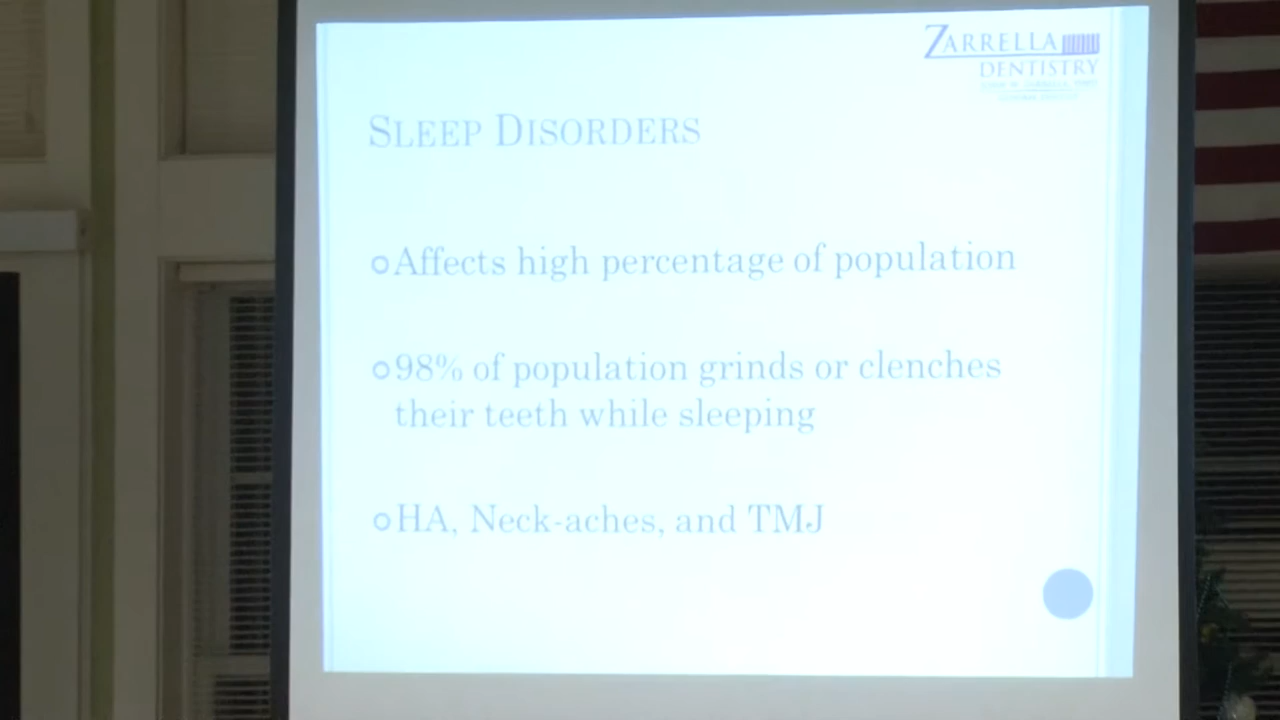 ZARRELLA
DENTISTRY
SLEEP DISORDERS
Affects high percentage of population
98% of population grinds or clenches
their teeth while sleeping
HA, Neck-aches, and TMJ